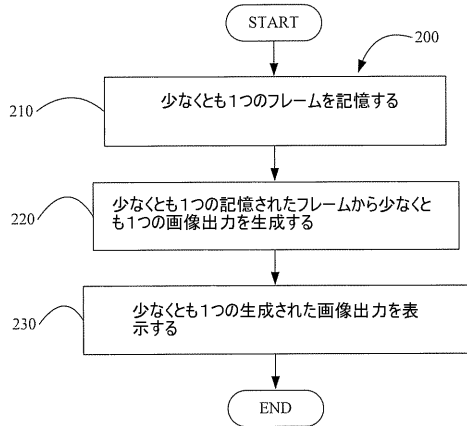 START
200
210
少なくとも1つのフレームを記憶する
220
少なくとも1つの記憶されたフレームから少なくと
も1つの画像出力を生成する
230
少なくとも1つの生成された画像出力を表
示する
END